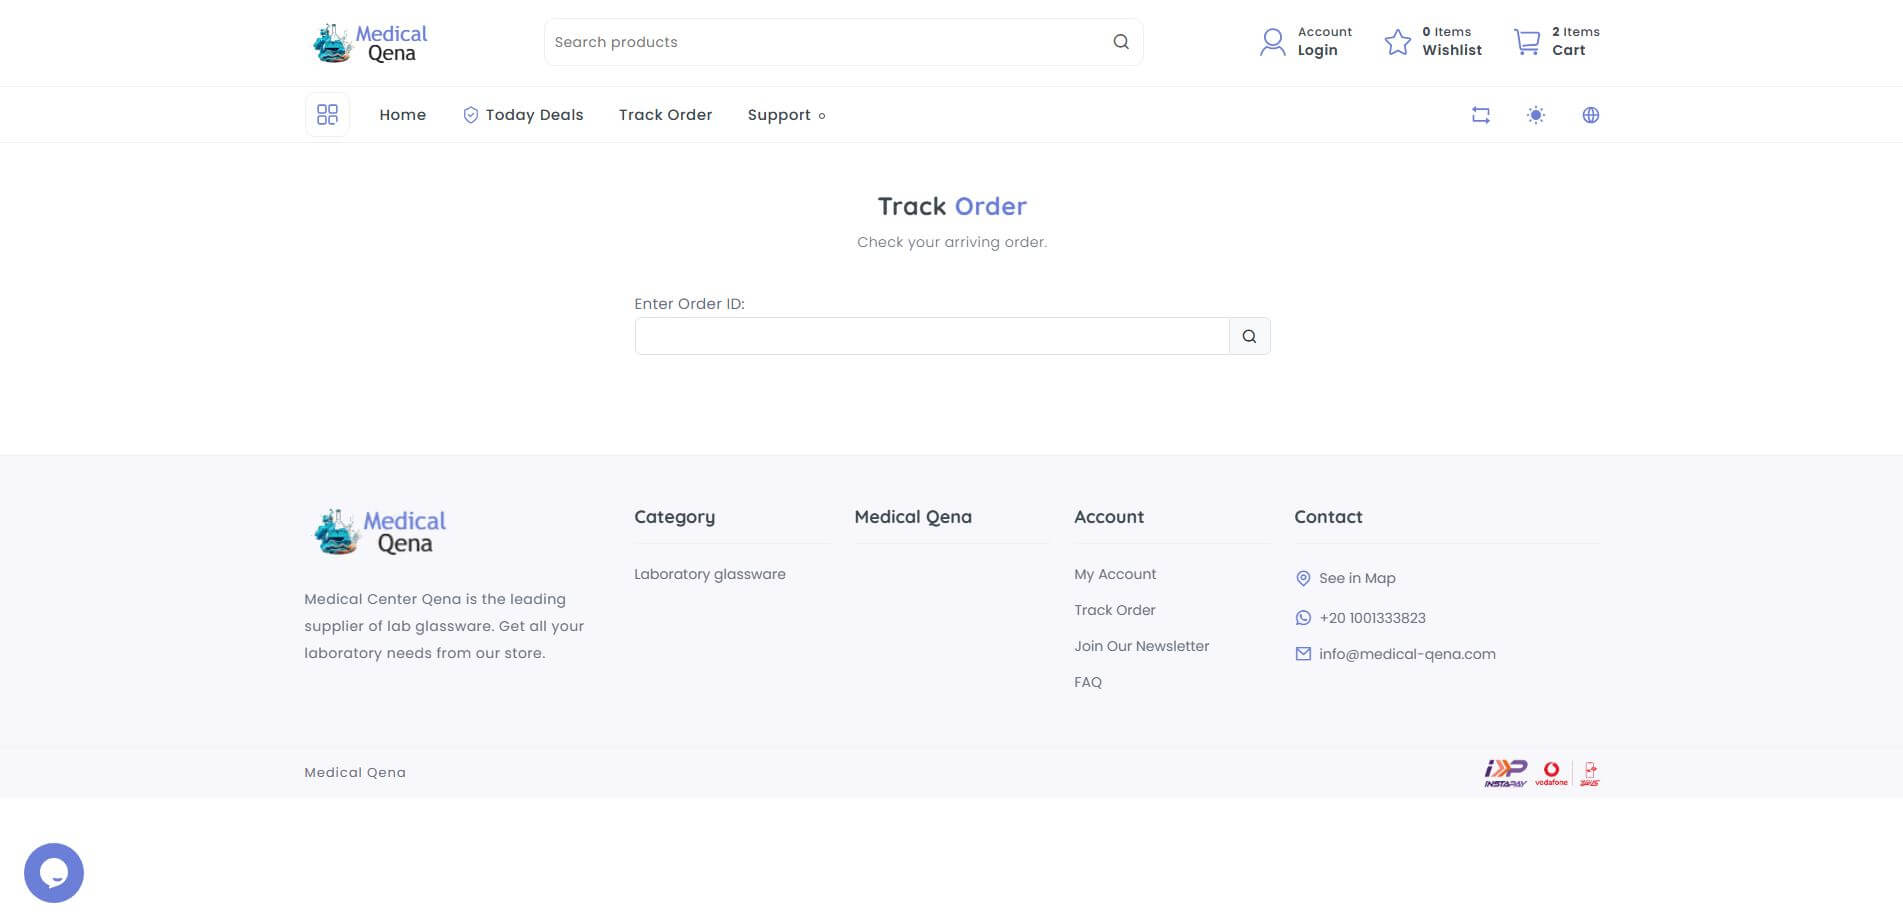 Medical
Qena
Search products
Account
Login
0 Items
Wishlist
2 Items
Cart
Home
Today Deals
Track Order
Support
Track Order
Check your arriving order.
Enter Order ID:
Medical
Qena
Medical Center Qena is the leading
supplier of lab glassware. Get all your
laboratory needs from our store.
Category
Laboratory glassware
Medical Qena
Account
My Account
Track Order
Join Our Newsletter
FAQ
Contact
See in Map
+20 1001333823
info@medical-qena.com
Medical Qena
INSTAPAY
vodafone